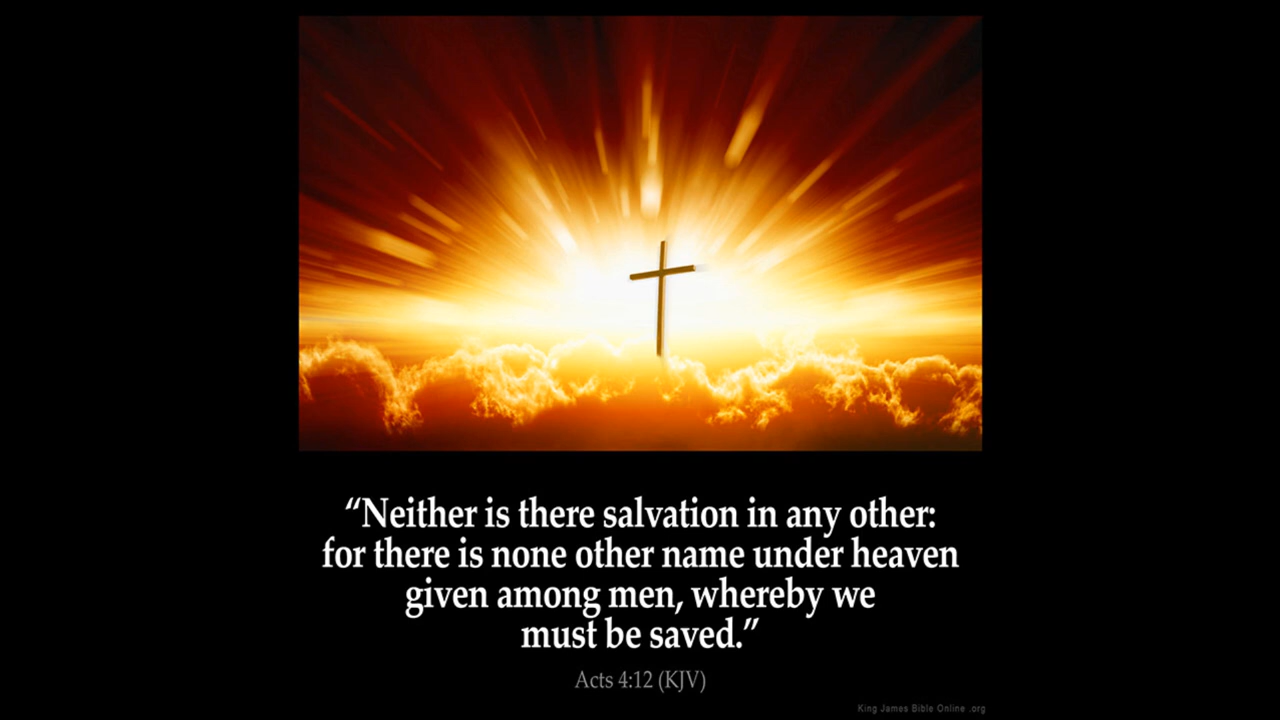 “Neither is there salvation in any other:
for there is none other name under heaven
given among men, whereby we
must be saved.”
Acts 4:12 (KJV)
King James Bible Online .org